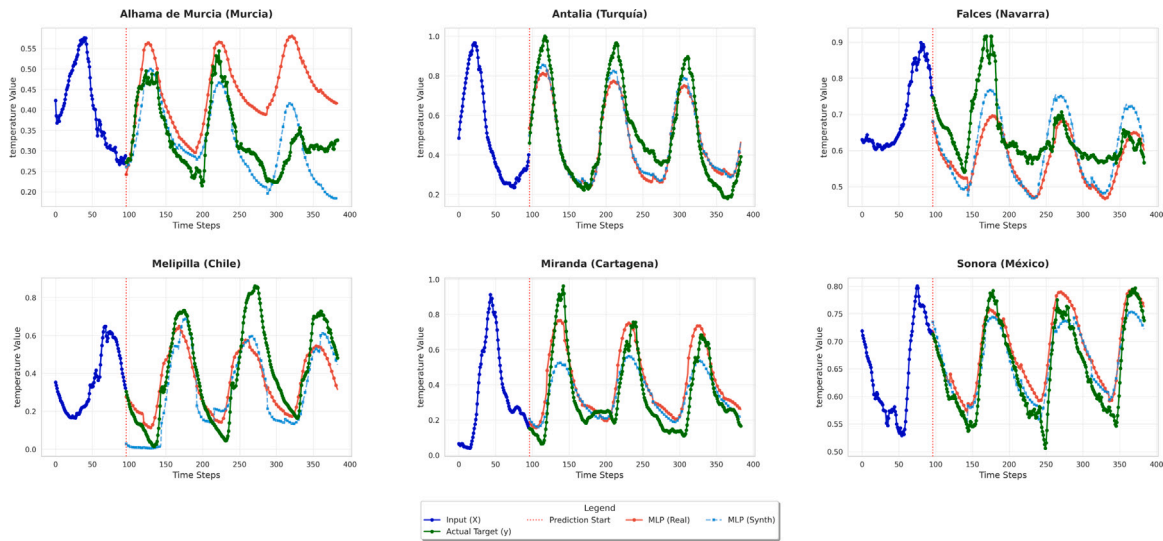 Alhama de Murcia (Murcia)
temperature Value
0.55
0.50
0.45
0.40
0.35
0.30
0.25
0.20
0 50 100 150 200 250 300 350 400
Time Steps
Antalia (Turquía)
temperature Value
1.0
0.8
0.6
0.4
0.2
0 50 100 150 200 250 300 350 400
Time Steps
Falces (Navarra)
temperature Value
0.9
0.8
0.7
0.6
0.5
0 50 100 150 200 250 300 350 400
Time Steps
Melipilla (Chile)
temperature Value
0.8
0.6
0.4
0.2
0.0
0 50 100 150 200 250 300 350 400
Time Steps
Miranda (Cartagena)
temperature Value
1.0
0.8
0.6
0.4
0.2
0.0
0 50 100 150 200 250 300 350 400
Time Steps
Sonora (México)
temperature Value
0.80
0.75
0.70
0.65
0.60
0.55
0.50
0 50 100 150 200 250 300 350 400
Time Steps
Legend
Input (X) Prediction Start MLP (Real) MLP (Synth)
Actual Target (y)